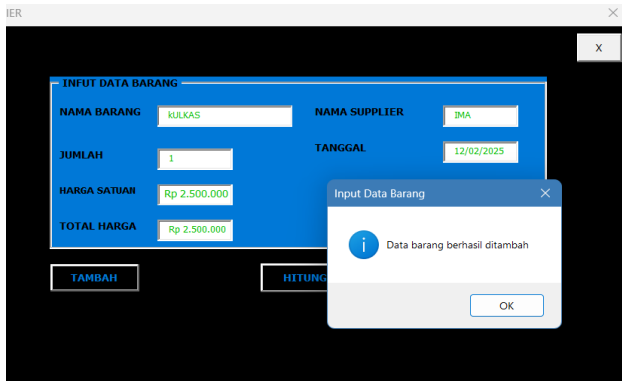 IER
X
INFUT DATA BARANG
NAMA BARANG
kULKAS
NAMA SUPPLIER
IMA
JUMLAH
1
TANGGAL
12/02/2025
HARGA SATUAN
Rp 2.500.000
TOTAL HARGA
Rp 2.500.000
Input Data Barang
Data barang berhasil ditambah
OK
TAMBAH
HITUNG